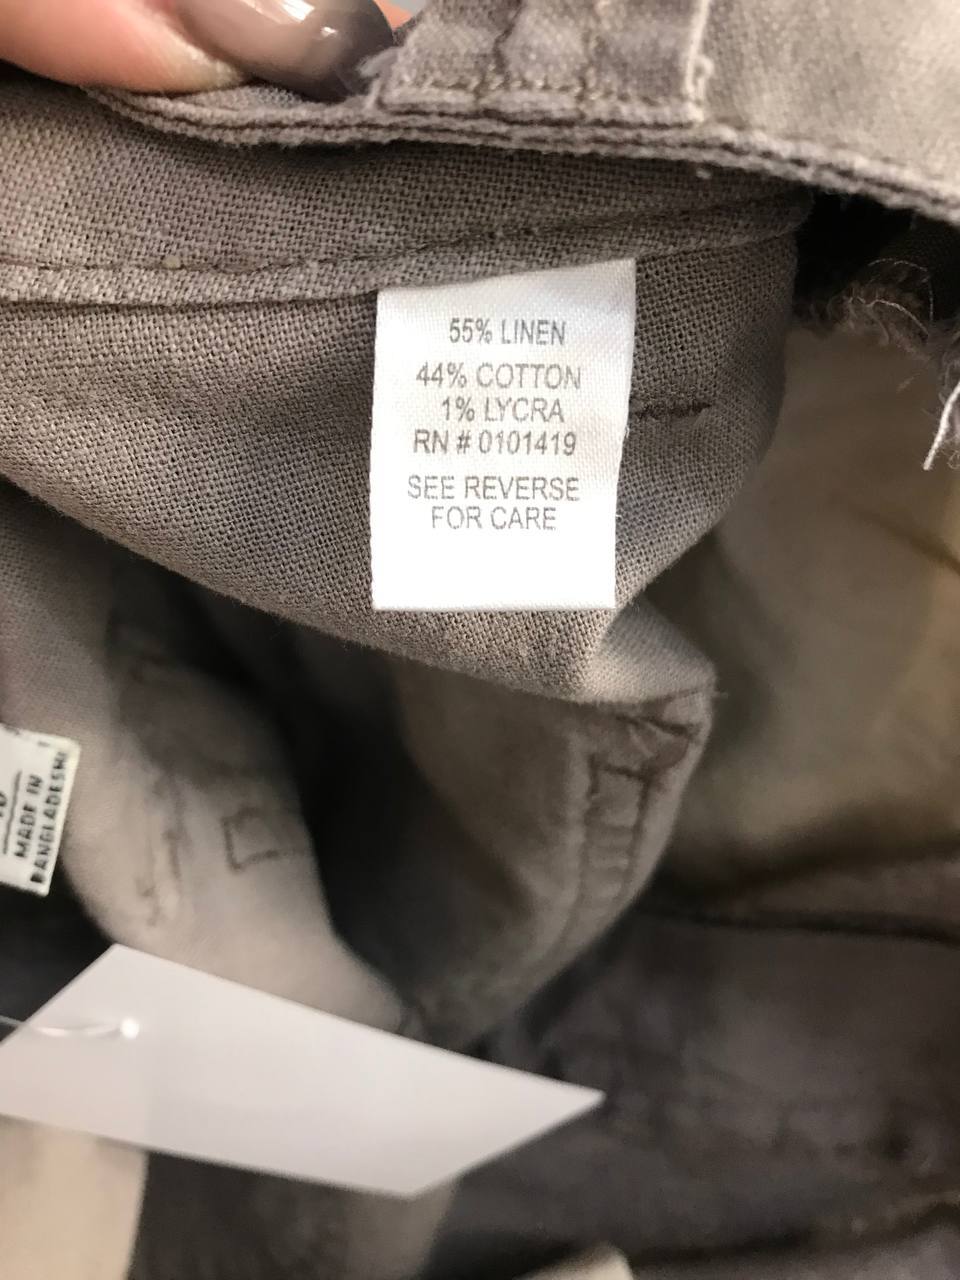 55% LINEN
44% COTTON
1% LYCRA
RN # 0101419
SEE REVERSE
FOR CARE
MADE IN
BANGLADESH